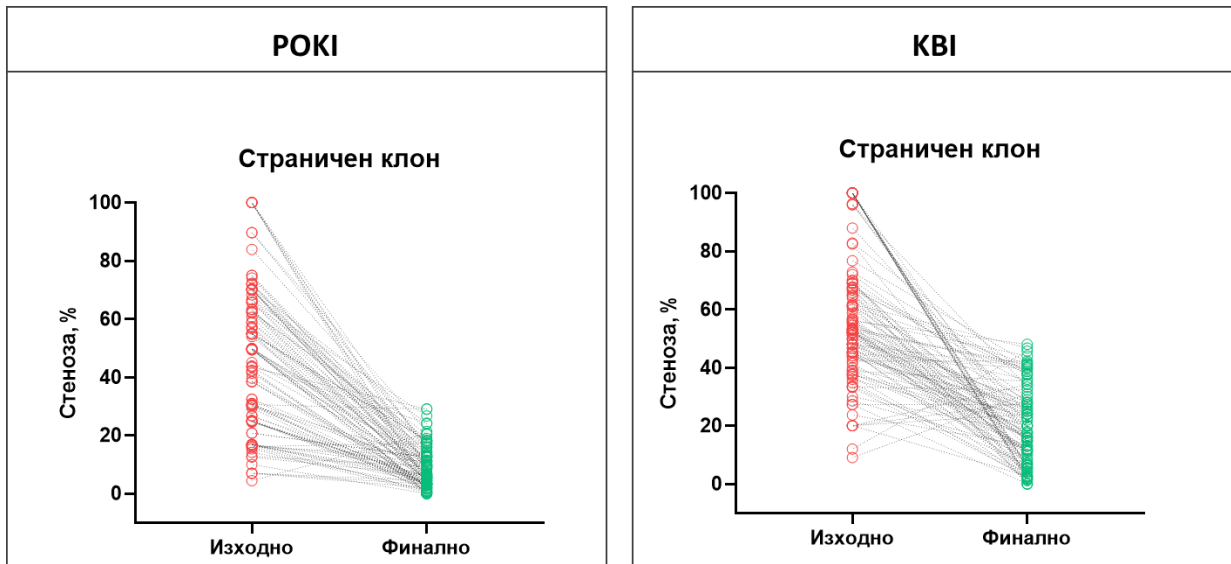 POKI
KBI
Страничен клон
100
80
60
40
20
0
Стеноза, %
Изходно
Финално
Страничен клон
100
80
60
40
20
0
Стеноза, %
Изходно
Финално